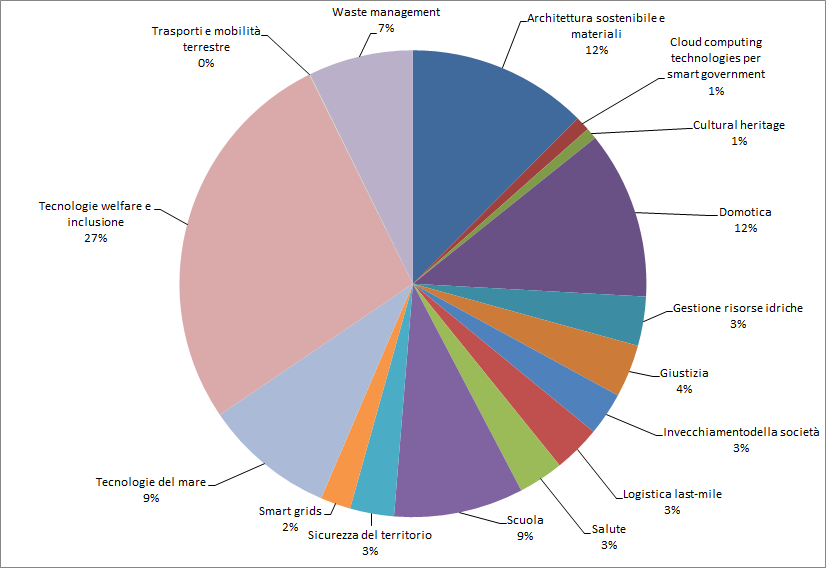 Waste management
7%
Architettura sostenibile e
materiali
12%
Cloud computing
technologies per
smart government
1%
Cultural heritage
1%
Domotica
12%
Gestione risorse idriche
3%
Giustizia
4%
Invecchiamentodella società
3%
Logistica last-mile
3%
Salute
3%
Scuola
9%
Sicurezza del territorio
3%
Smart grids
2%
Tecnologie del mare
9%
Tecnologie welfare e
inclusione
27%
Trasporti e mobilità
terrestre
0%